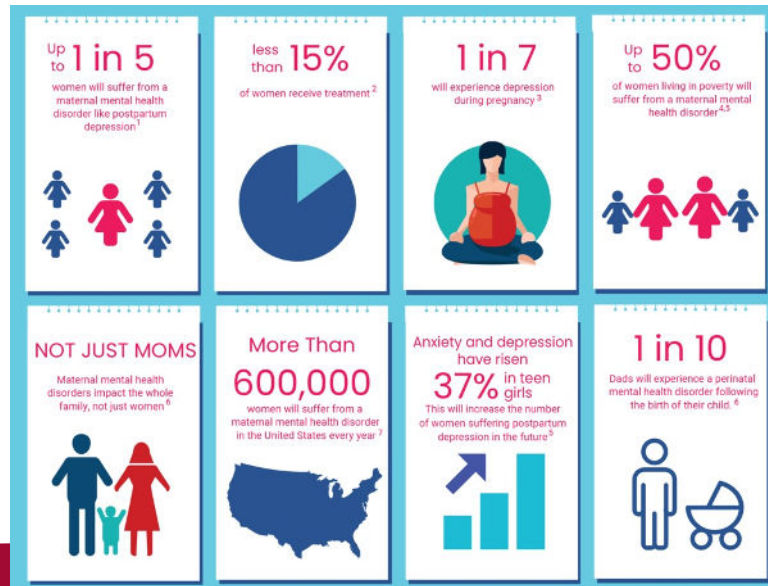 Up to 1 in 5
women will suffer from a
maternal mental health
disorder like postpartum
depression1
less than 15%
of women receive treatment 2
1 in 7
will experience depression
during pregnancy 3
Up to 50%
of women living in poverty will
suffer from a maternal mental
health disorder4,5
NOT JUST MOMS
Maternal mental health
disorders impact the whole
family, not just women 6
More Than
600,000
women will suffer from a
maternal mental health disorder
in the United States every year 7
Anxiety and depression
have risen
37% in teen girls
This will increase the number
of women suffering postpartum
depression in the future5
1 in 10
Dads will experience a perinatal
mental health disorder following
the birth of their child. 6